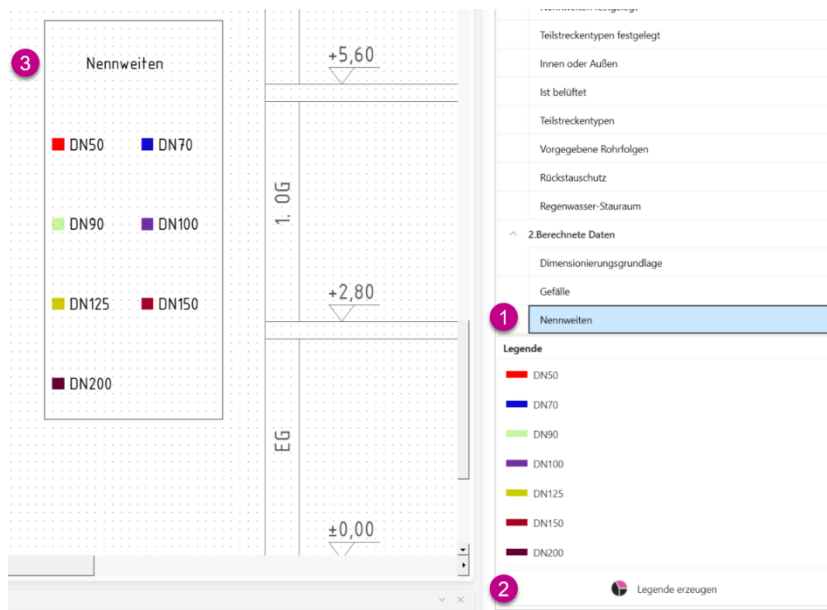 3
Nennweiten
DN50 DN70
DN90 DN100
DN125 DN150
DN200
+5,60
1. OG
+2,80
EG
±0,00
Teilstreckentypen festgelegt
Innen oder Außen
Ist belüftet
Teilstreckentypen
Vorgegebene Rohrfolgen
Rückstauschutz
Regenwasser-Stauraum
2.Berechnete Daten
Dimensionierungsgrundlage
Gefälle
1
Nennweiten
Legende
DN50
DN70
DN90
DN100
DN125
DN150
DN200
2
Legende erzeugen